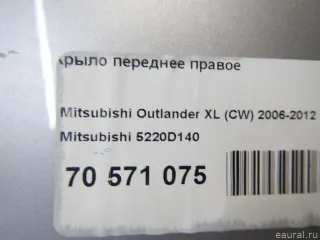 крыло переднее правое
Mitsubishi Outlander XL (CW) 2006-2012
Mitsubishi 5220D140
70 571 075
eaural.ru